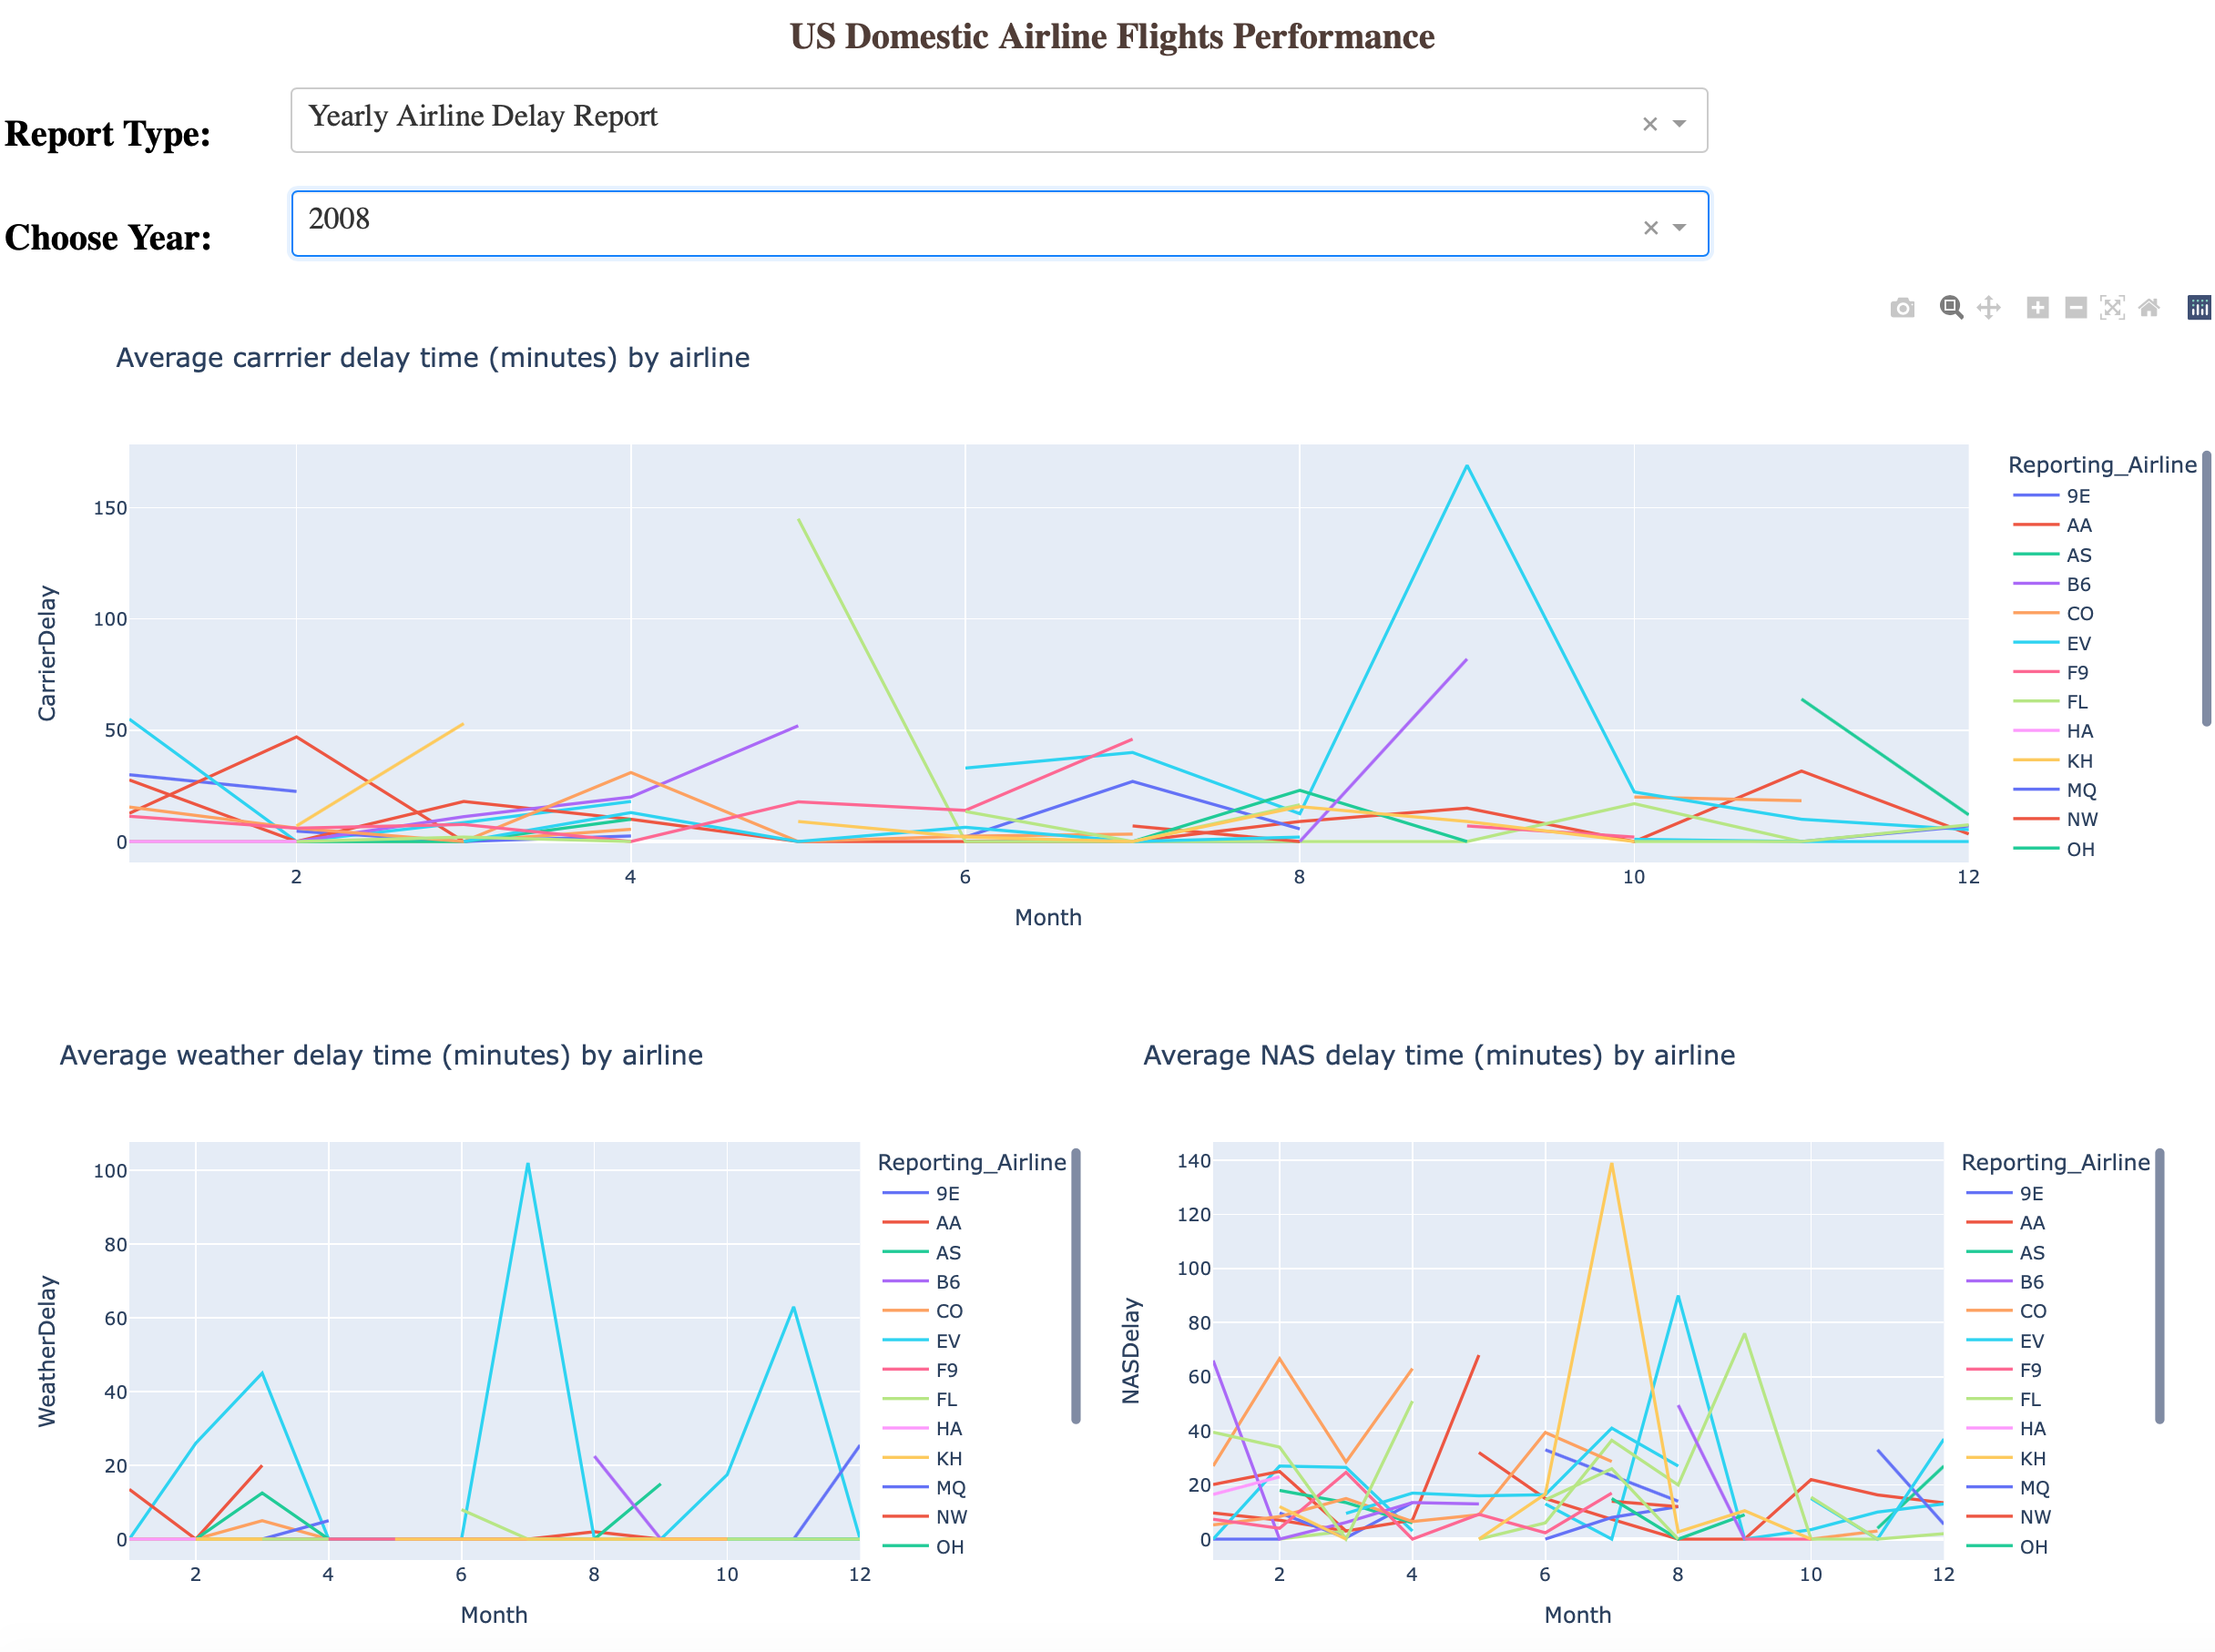 US Domestic Airline Flights Performance
Report Type:
Yearly Airline Delay Report
Choose Year:
2008
Average carrrier delay time (minutes) by airline
CarrierDelay
150
100
50
0
2 4 6 8 10 12
Month
Reporting_Airline
9E
AA
AS
B6
CO
EV
F9
FL
HA
KH
MQ
NW
OH
Average weather delay time (minutes) by airline
WeatherDelay
100
80
60
40
20
0
2 4 6 8 10 12
Month
Reporting_Airline
9E
AA
AS
B6
CO
EV
F9
FL
HA
KH
MQ
NW
OH
Average NAS delay time (minutes) by airline
NASDelay
140
120
100
80
60
40
20
0
2 4 6 8 10 12
Month
Reporting_Airline
9E
AA
AS
B6
CO
EV
F9
FL
HA
KH
MQ
NW
OH